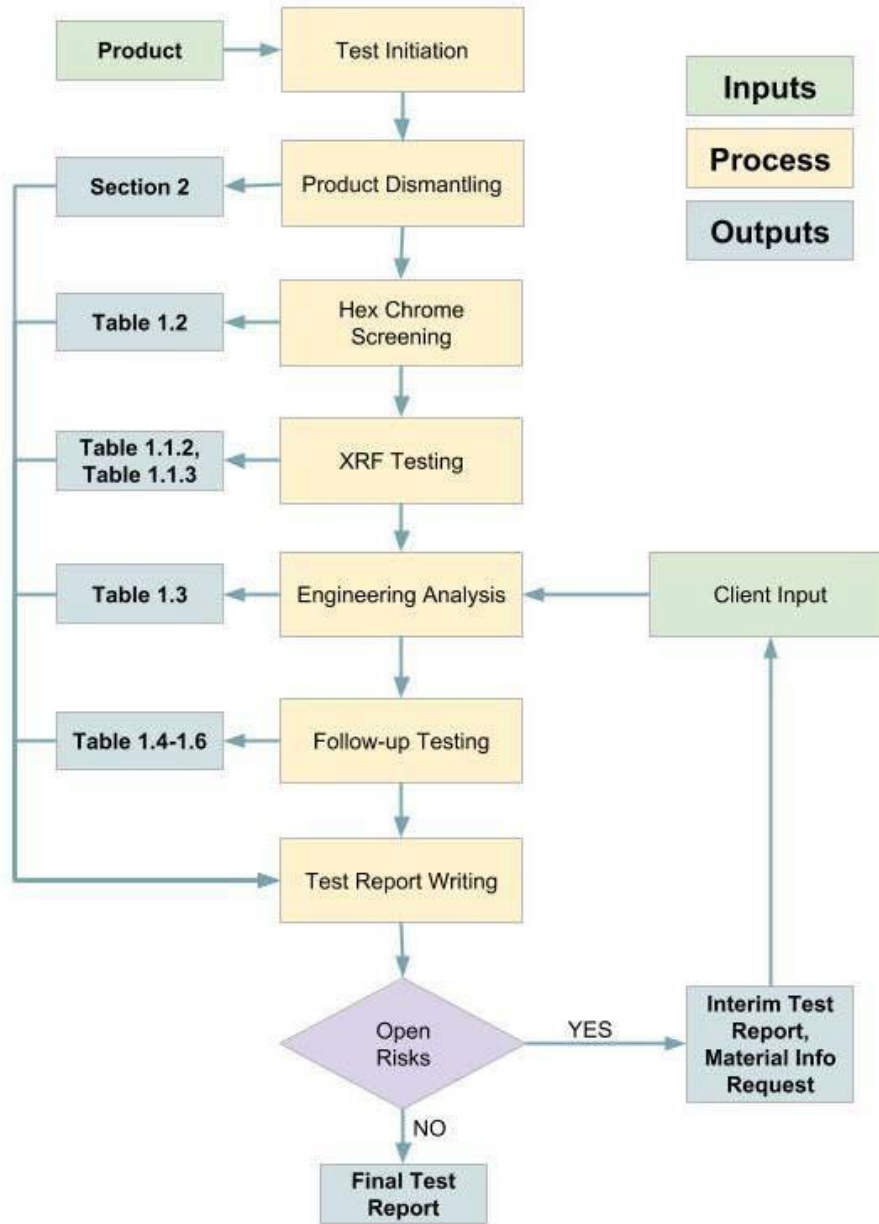 Product
Test Initiation
Inputs
Process
Section 2
Product Dismantling
Outputs
Table 1.2
Hex Chrome
Screening
Table 1.1.2,
Table 1.1.3
XRF Testing
Table 1.3
Engineering Analysis
Client Input
Table 1.4-1.6
Follow-up Testing
Test Report Writing
Open
Risks
YES
Interim Test
Report,
Material Info
Request
NO
Final Test
Report